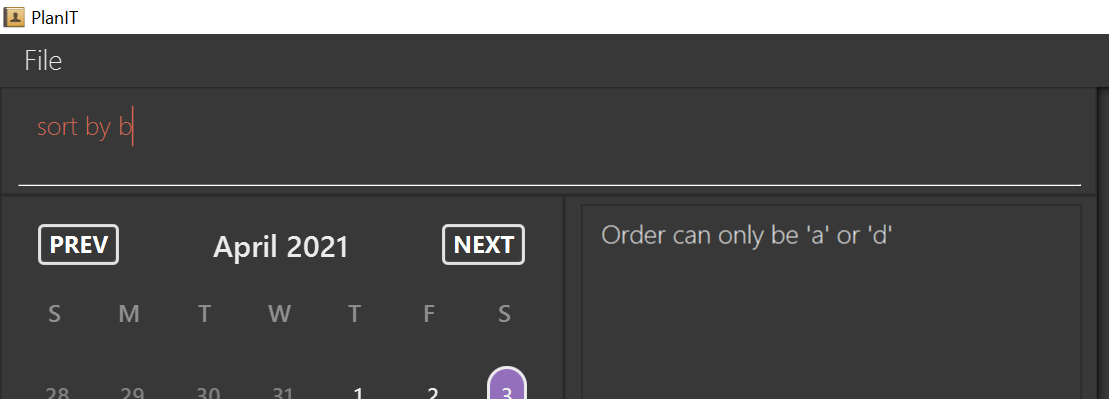 PlanIT
File
sort by b
PREV April 2021 NEXT
S M T W T F S
28 29 30 31 1 2 3
Order can only be 'a' or 'd'